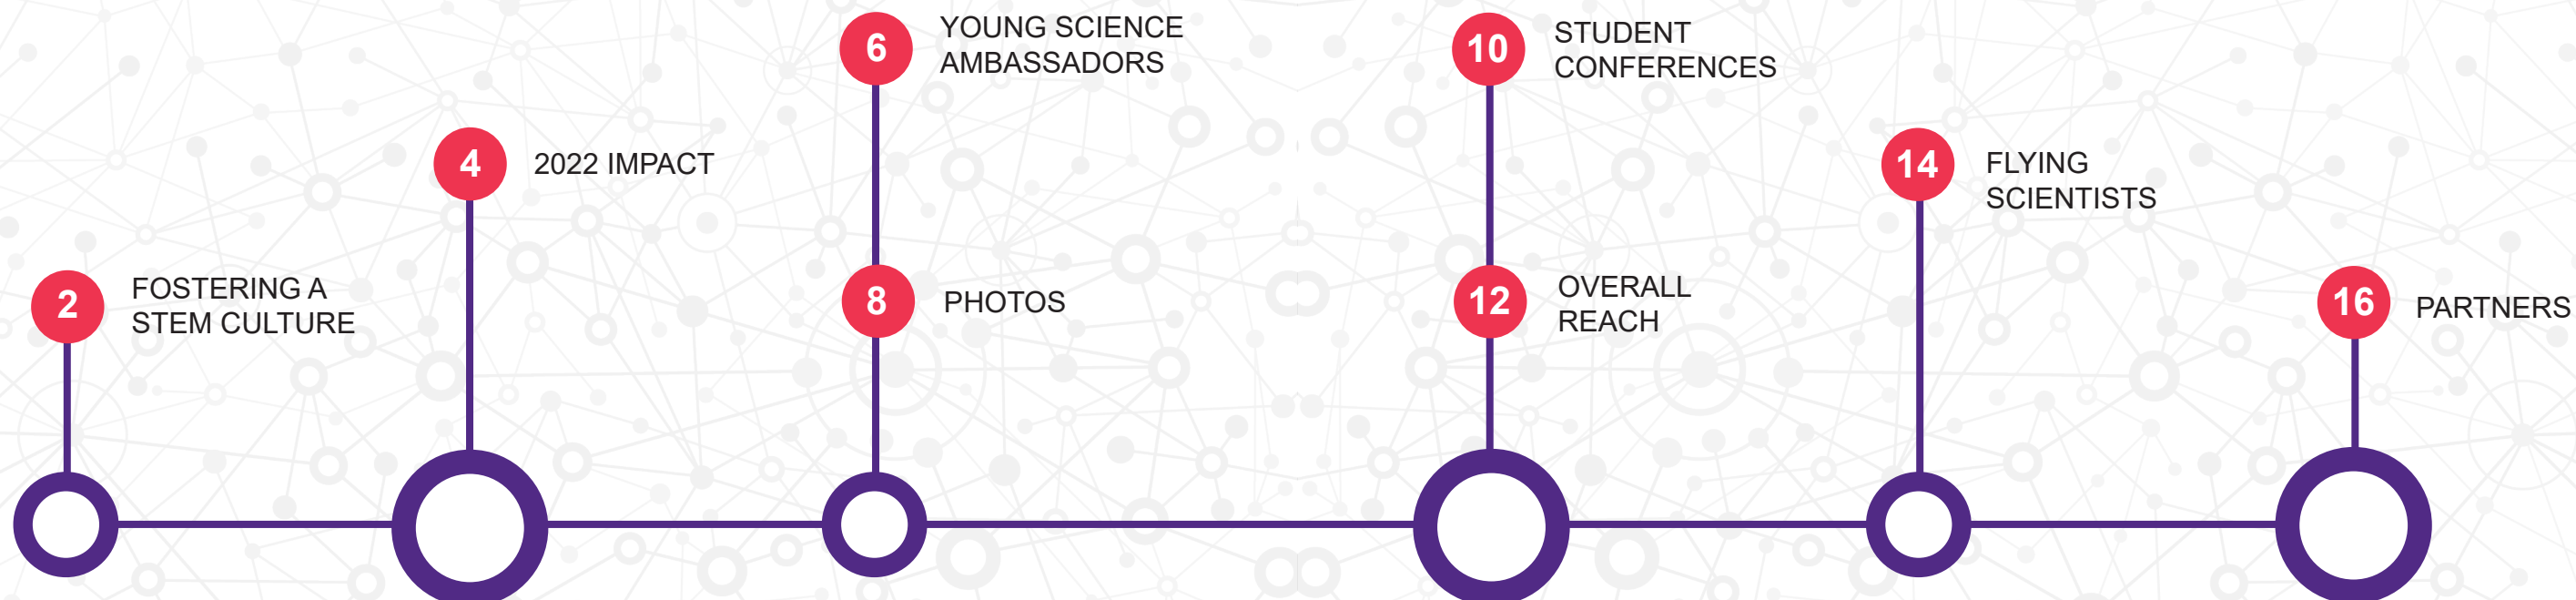 2
FOSTERING A
STEM CULTURE
4
2022 IMPACT
6
YOUNG SCIENCE
AMBASSADORS
8
PHOTOS
10
STUDENT
CONFERENCES
12
OVERALL
REACH
14
FLYING
SCIENTISTS
16
PARTNERS